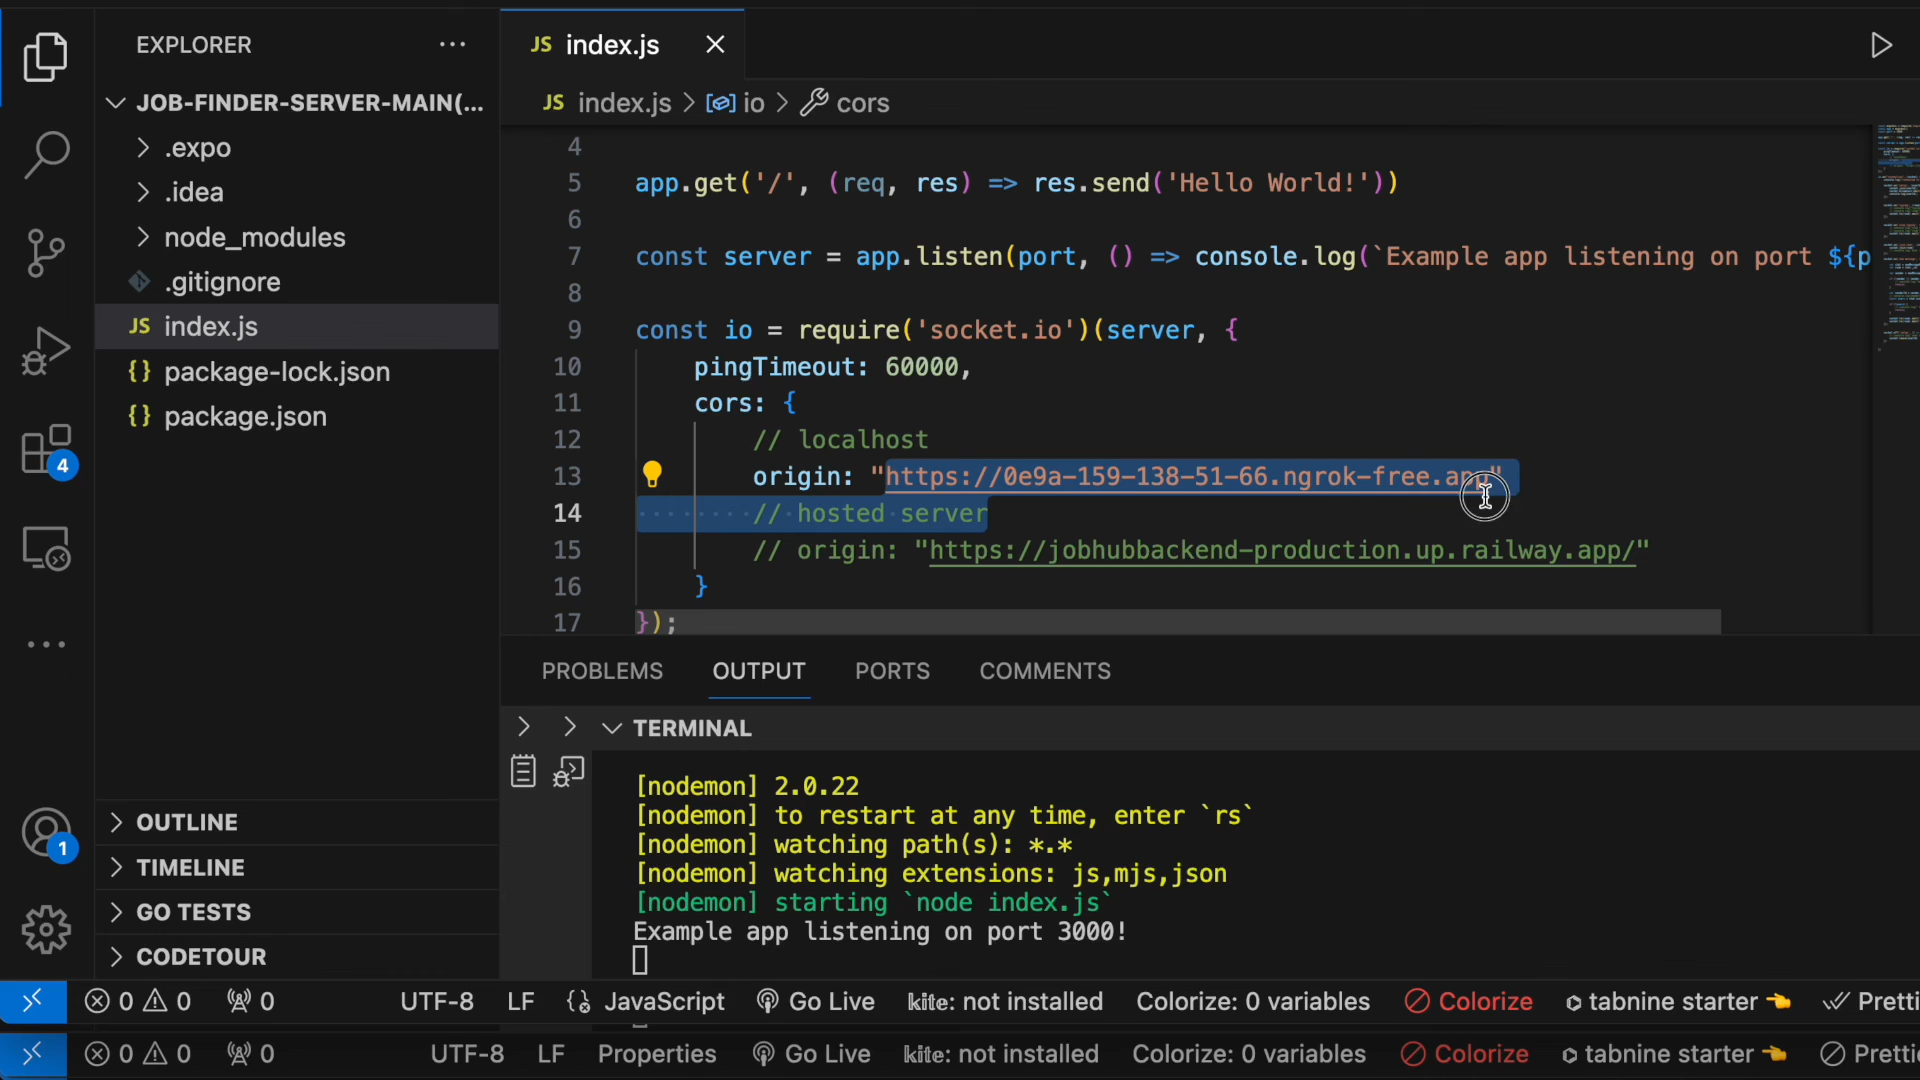 EXPLORER
JOB-FINDER-SERVER-MAIN(...
.expo
.idea
node_modules
.gitignore
JS index.js
{} package-lock.json
{} package.json
OUTLINE
TIMELINE
GO TESTS
CODETOUR
4
1
JS index.js
JS index.js > io > cors
4
5 app.get('/', (req, res) => res.send('Hello World!'))
6
7 const server = app.listen(port, () => console.log(`Example app listening on port ${p
8
9 const io = require('socket.io')(server, {
10 pingTimeout: 60000,
11 cors: {
12 // localhost
13 origin: "https://0e9a-159-138-51-66.ngrok-free.app"
14 // hosted server
15 // origin: "https://jobhubbackend-production.up.railway.app/"
16 }
17 });
PROBLEMS OUTPUT PORTS COMMENTS
TERMINAL
[nodemon] 2.0.22
[nodemon] to restart at any time, enter `rs`
[nodemon] watching path(s): *.*
[nodemon] watching extensions: js,mjs,json
[nodemon] starting `node index.js`
Example app listening on port 3000!
0 0 0 UTF-8 LF {} JavaScript Go Live kite: not installed Colorize: 0 variables Colorize tabnine starter Pretti
0 0 0 UTF-8 LF Properties Go Live kite: not installed Colorize: 0 variables Colorize tabnine starter Pretti